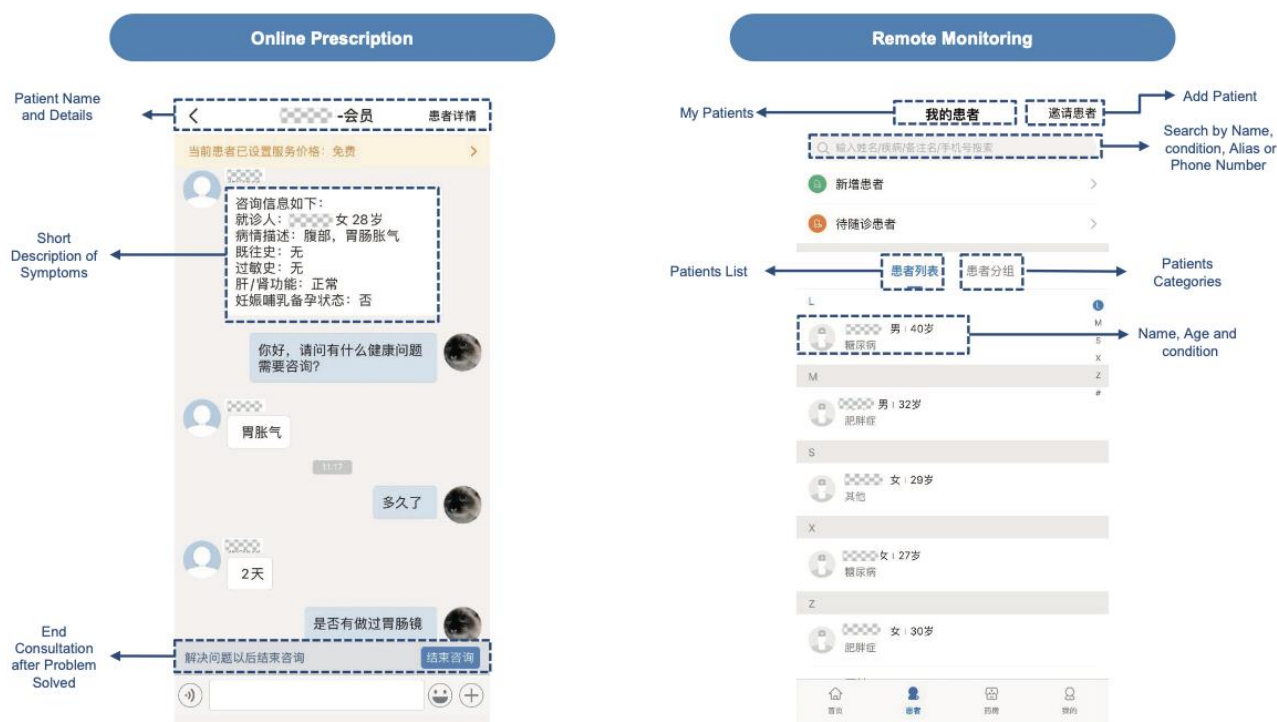 Online Prescription
Patient Name
and Details
-会员
患者详情
当前患者已设置服务价格：免费
咨询信息如下：
就诊人： 女 28岁
病情描述：腹部，胃肠胀气
既往史：无
过敏史：无
肝/肾功能：正常
妊娠哺乳备孕状态：否
Short
Description of
Symptoms
你好，请问有什么健康问题
需要咨询？
胃胀气
11:17
多久了
2天
是否有做过胃肠镜
End
Consultation
after Problem
Solved
解决问题以后结束咨询
结束咨询
Remote Monitoring
My Patients
我的患者
邀请患者
Add Patient
输入姓名/疾病/备注名/手机号搜索
Search by Name,
condition, Alias or
Phone Number
新增患者
待随诊患者
Patients List
患者列表
患者分组
Patients
Categories
L
男 40岁
糖尿病
Name, Age and
condition
M
男 32岁
肥胖症
S
女 29岁
其他
X
女 27岁
糖尿病
Z
女 30岁
肥胖症
L
M
S
X
Z
#
首页
患者
药房
我的